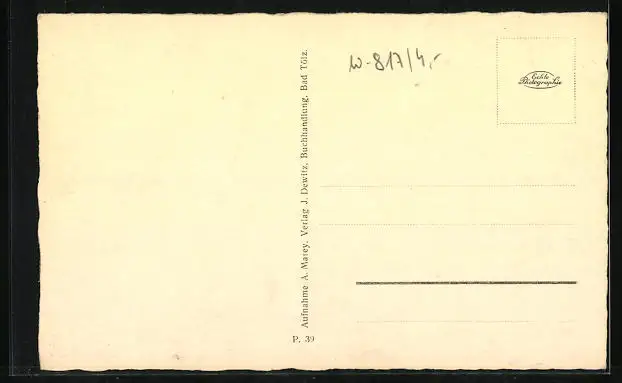 w-817/4,-
Echte
Photographie
Aufnahme A. Marey. Verlag J. Dewitz, Buchhandlung, Bad Tölz.
P. 39